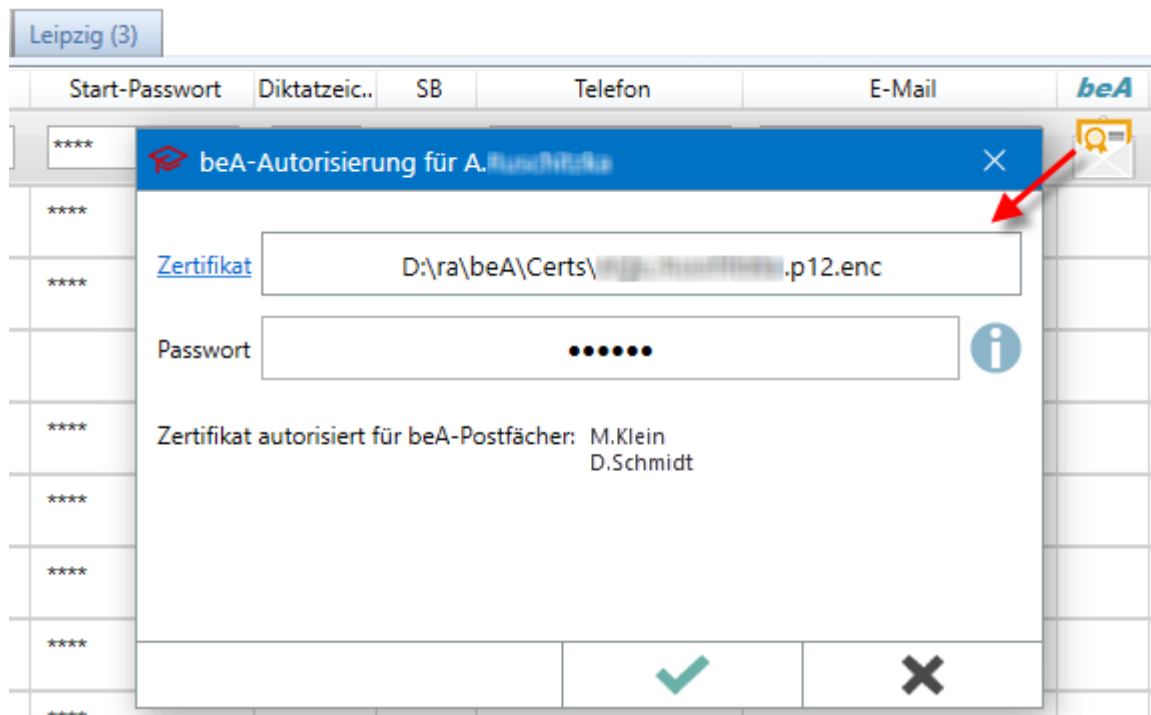 Leipzig (3)
Start-Passwort Diktatzeic.. SB Telefon E-Mail beA
****
beA-Autorisierung für A.
****
Zertifikat D:\ra\beA\Certs\ .p12.enc
****
Passwort ••••••
****
Zertifikat autorisiert für beA-Postfächer: M.Klein
D.Schmidt
****
****
****
****